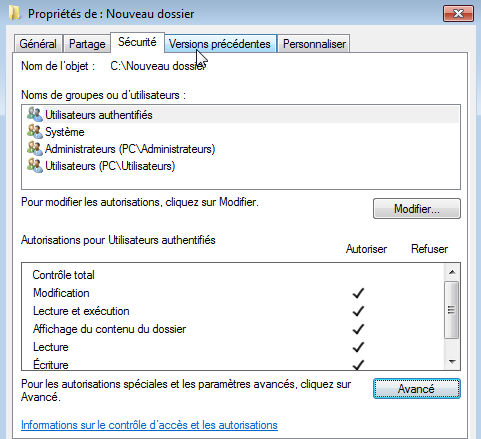 Propriétés de : Nouveau dossier
Général Partage Sécurité Versions précédentes Personnaliser
Nom de l'objet : C:\Nouveau dossier
Noms de groupes ou d'utilisateurs :
Utilisateurs authentifiés
Système
Administrateurs (PC\Administrateurs)
Utilisateurs (PC\Utilisateurs)
Pour modifier les autorisations, cliquez sur Modifier.
Modifier...
Autorisations pour Utilisateurs authentifiés Autoriser Refuser
Contrôle total
Modification
Lecture et exécution
Affichage du contenu du dossier
Lecture
Écriture
Pour les autorisations spéciales et les paramètres avancés, cliquez sur
Avancé.
Avancé
Informations sur le contrôle d'accès et les autorisations